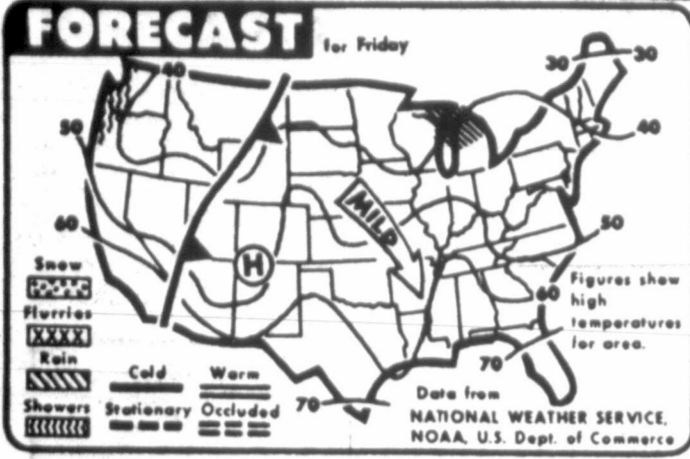 FORECAST for Friday
30 30
40
50 40
MILD
60 50
H
Snow
Figures show
60 high
Flurries
temperatures
for area.
Rain
70
Cold Warm
Data from
Showers Stationary Occluded 70
NATIONAL WEATHER SERVICE,
NOAA, U.S. Dept. of Commerce